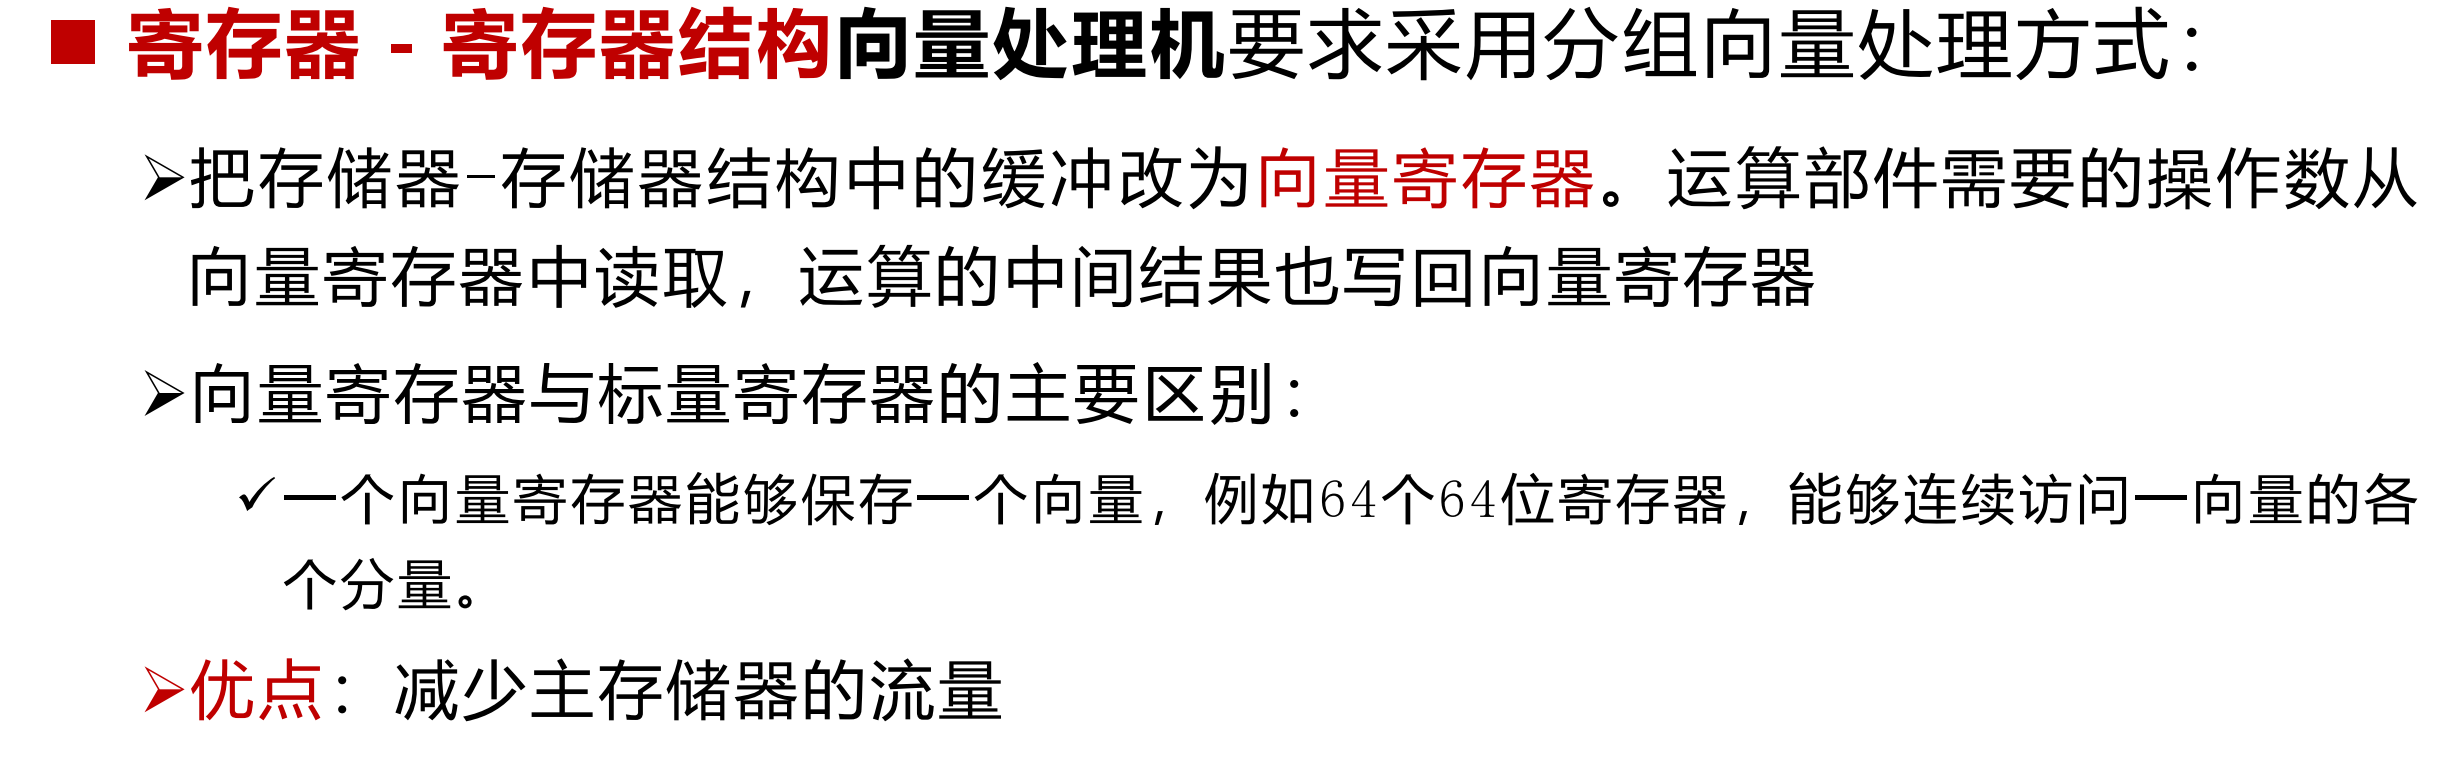 ■ 寄存器 - 寄存器结构向量处理机要求采用分组向量处理方式：
➢把存储器-存储器结构中的缓冲改为向量寄存器。运算部件需要的操作数从
向量寄存器中读取，运算的中间结果也写回向量寄存器
➢向量寄存器与标量寄存器的主要区别：
✓一个向量寄存器能够保存一个向量，例如64个64位寄存器，能够连续访问一向量的各
个分量。
➢优点：减少主存储器的流量